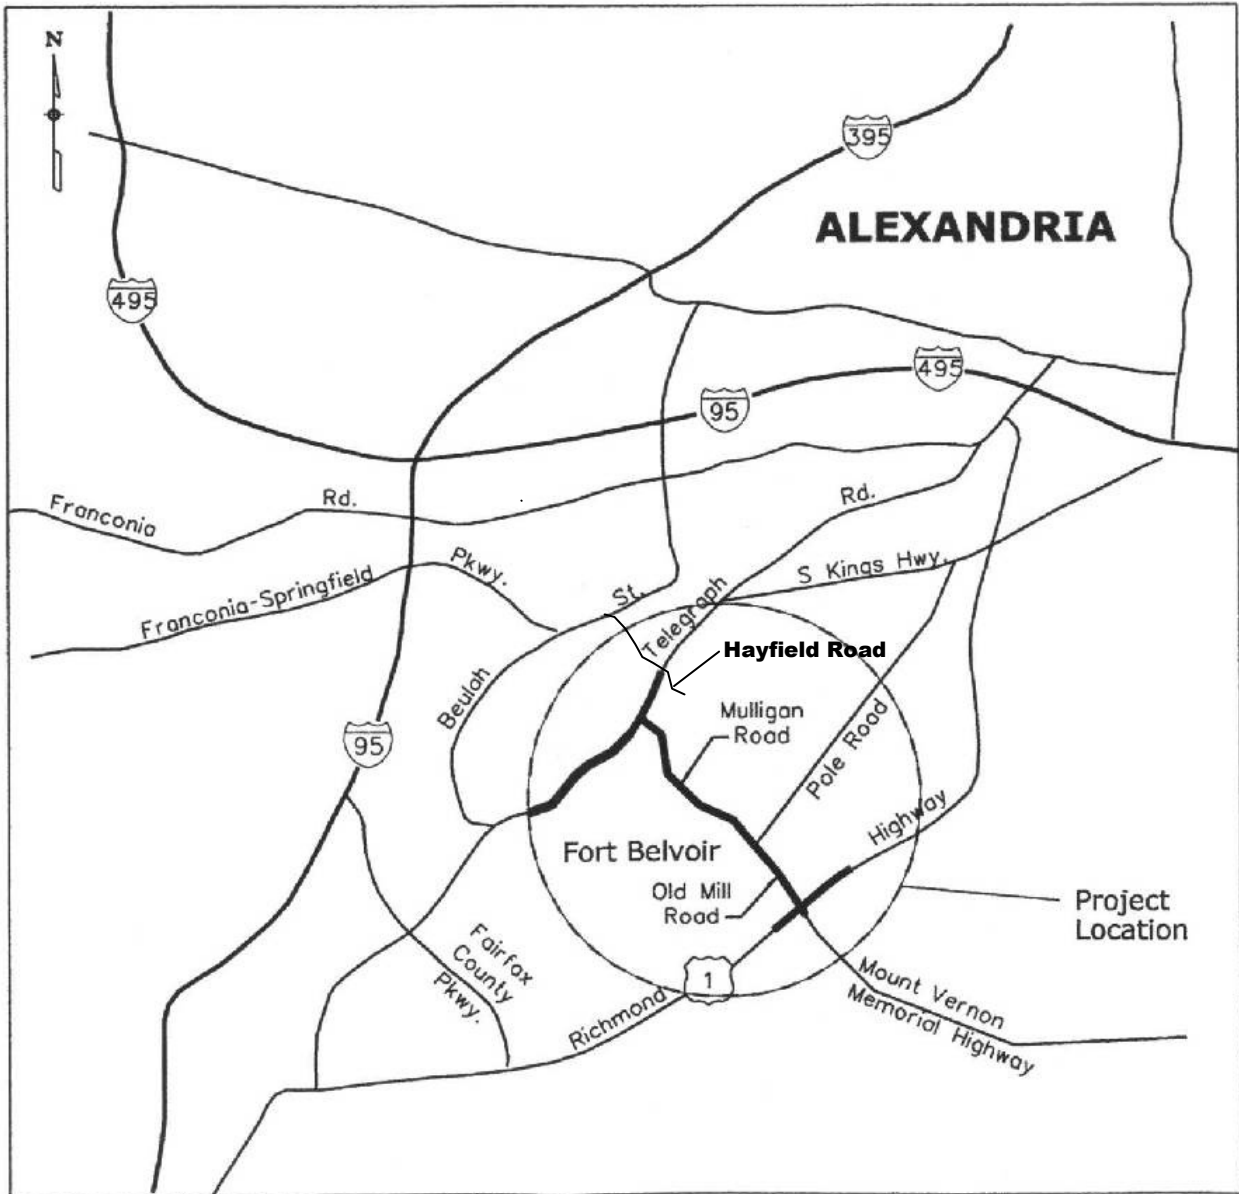 N
395
ALEXANDRIA
495
495
95
Franconia
Rd.
Rd.
Franconia-Springfield
Pkwy.
St.
S Kings Hwy.
Telegraph
Hayfield Road
Beulah
Mulligan
Road
95
Pole Road
Highway
Fort Belvoir
Old Mill
Road
Project
Location
Fairfax
County
Pkwy.
1
Richmond
Mount Vernon
Memorial Highway